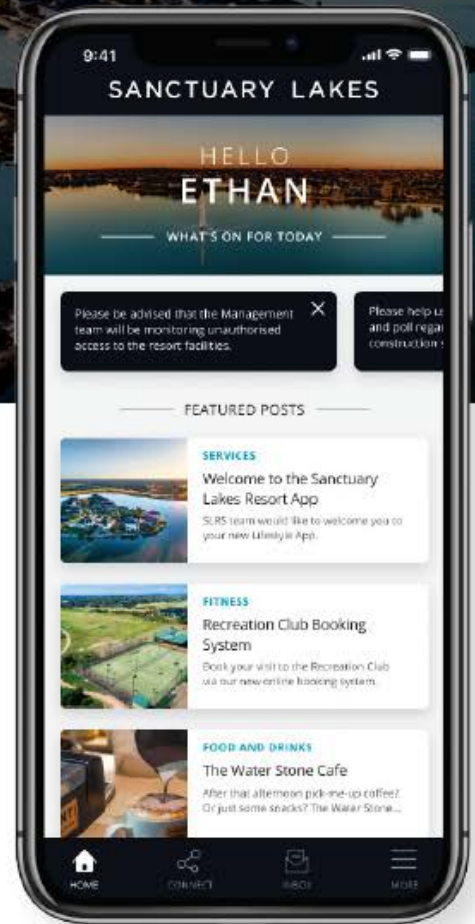 9:41
SANCTUARY LAKES
HELLO
ETHAN
WHAT'S ON FOR TODAY
Please be advised that the Management
team will be monitoring unauthorised
access to the resort facilities.
Please help u
and poll regar
construction s
FEATURED POSTS
SERVICES
Welcome to the Sanctuary
Lakes Resort App
SLRS team would like to welcome you to
your new Lifestyle App.
FITNESS
Recreation Club Booking
System
Book your visit to the Recreation Club
via our new online booking system.
FOOD AND DRINKS
The Water Stone Cafe
After that afternoon pick-me-up coffee?
Or just some snacks? The Water Stone...
HOME
CONNECT
INBOX
MORE